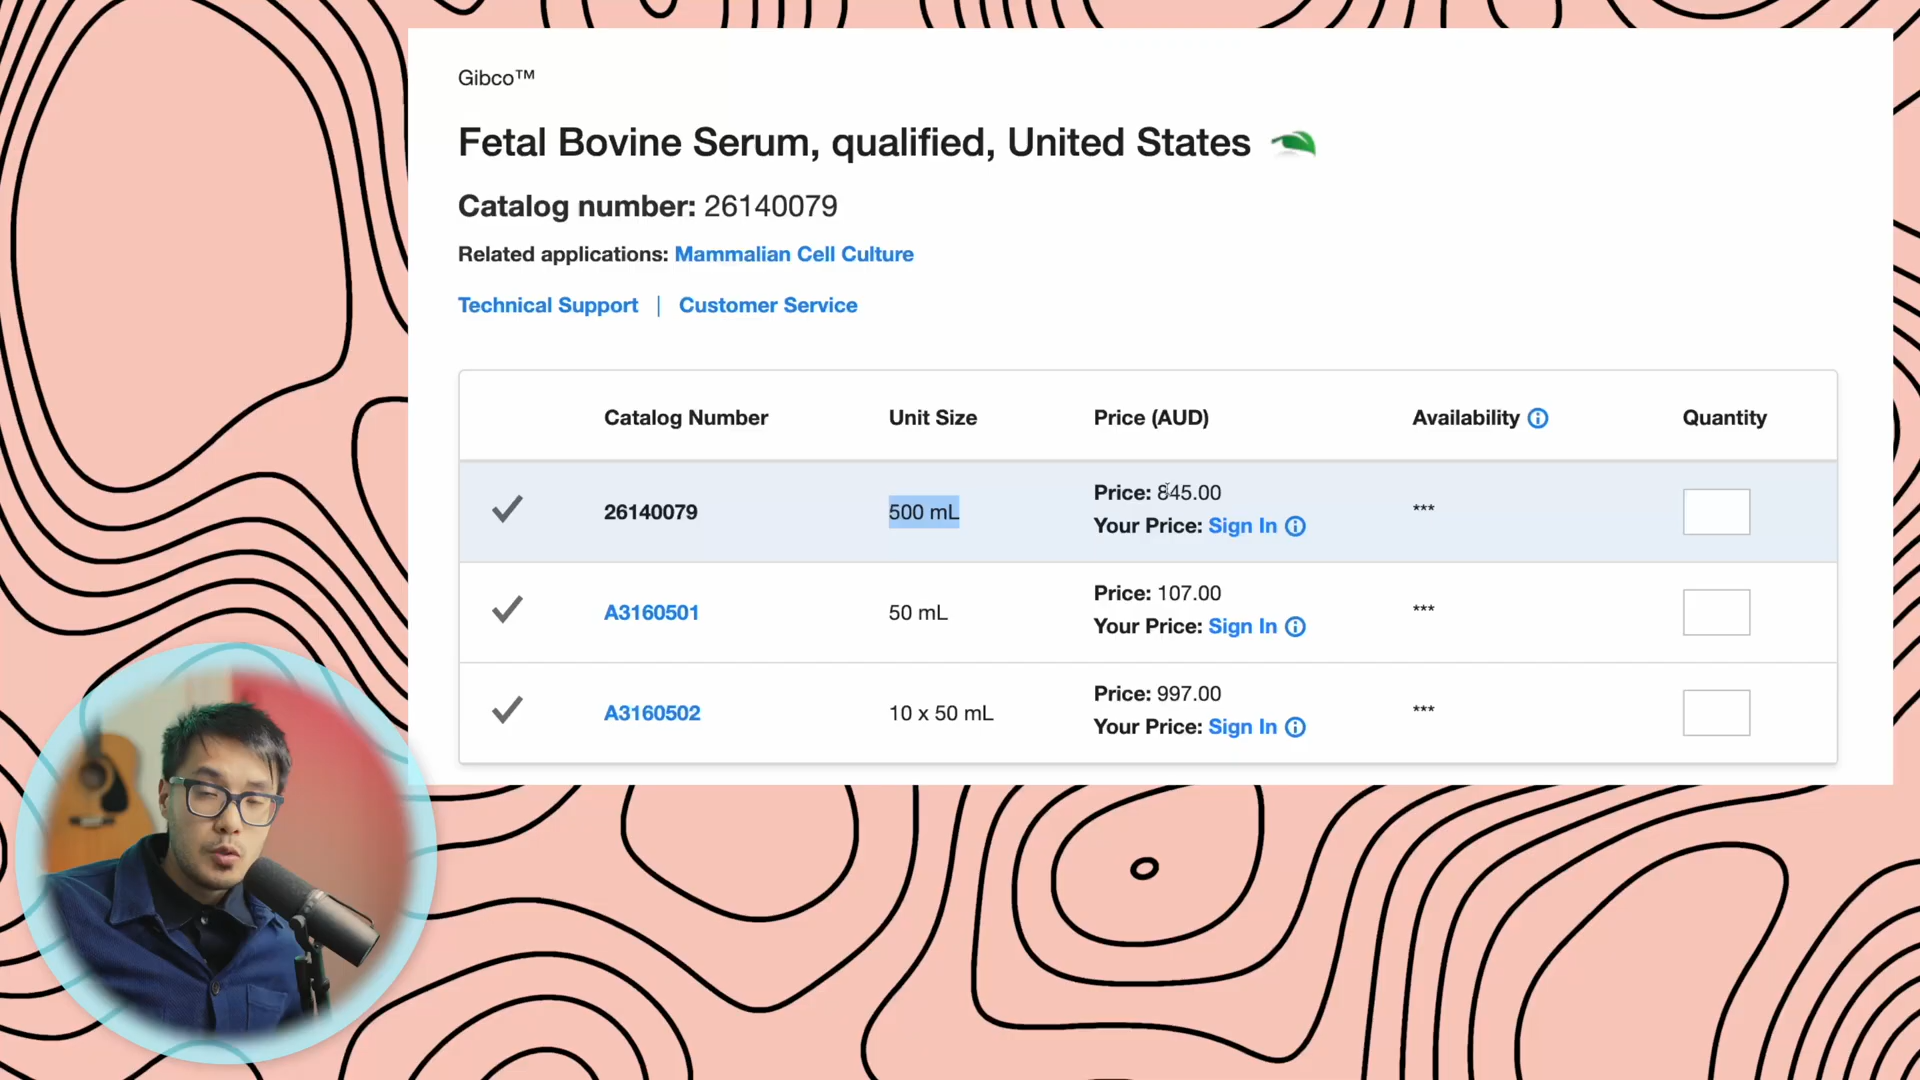 Gibco™
Fetal Bovine Serum, qualified, United States
Catalog number: 26140079
Related applications: Mammalian Cell Culture
Technical Support | Customer Service
Catalog Number Unit Size Price (AUD) Availability Quantity
26140079 500 mL Price: 845.00 ***
Your Price: Sign In
A3160501 50 mL Price: 107.00 ***
Your Price: Sign In
A3160502 10 x 50 mL Price: 997.00 ***
Your Price: Sign In